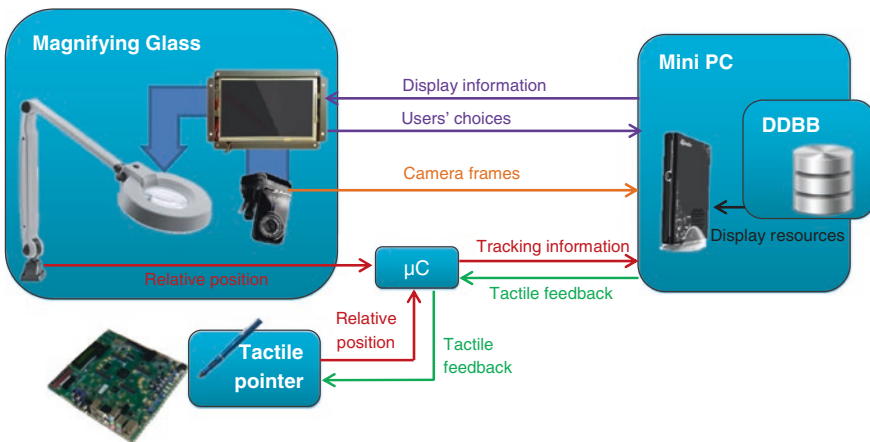 Magnifying Glass
Mini PC
DDBB
Display information
Users' choices
Camera frames
Display resources
Tracking information
Relative position
µC
Tactile feedback
Relative
position
Tactile
feedback
Tactile
pointer